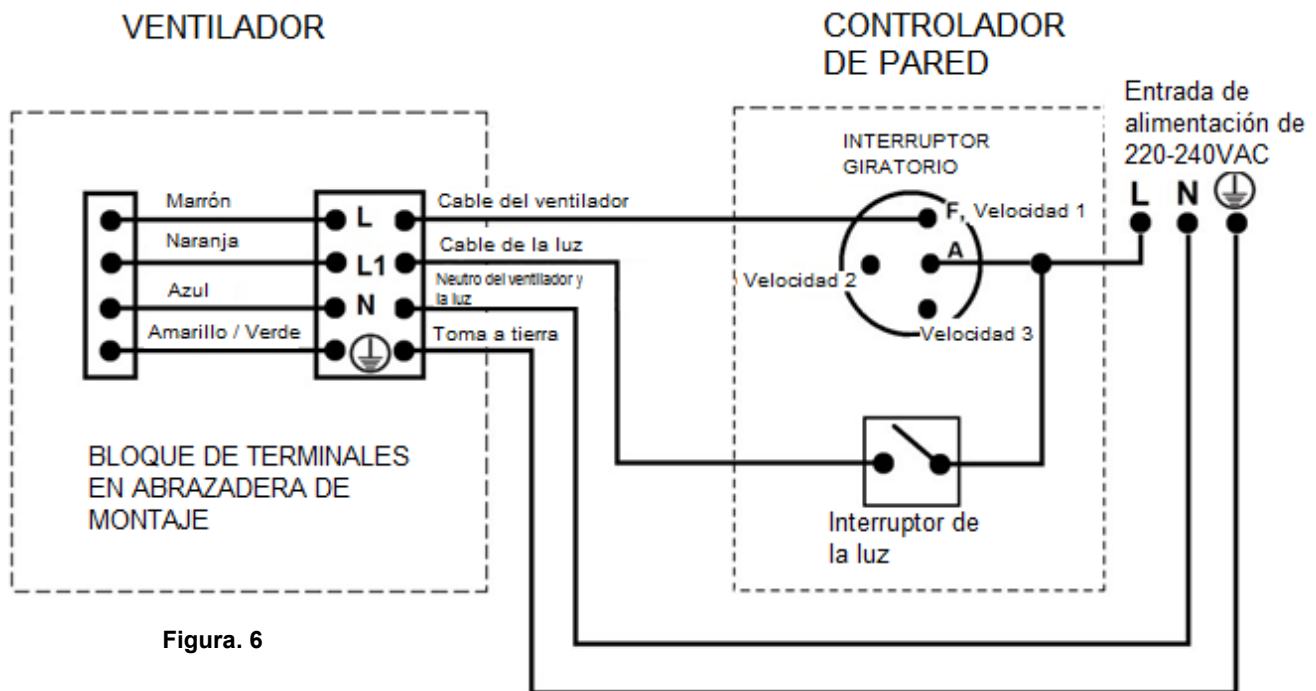 VENTILADOR
CONTROLADOR
DE PARED
Entrada de
alimentación de
220-240VAC
L N
INTERRUPTOR
GIRATORIO
Marrón
L
Cable del ventilador
F, Velocidad 1
Naranja
L1
Cable de la luz
A
Velocidad 2
Azul
N
Neutro del ventilador y
la luz
Amarillo / Verde
Toma a tierra
Velocidad 3
BLOQUE DE TERMINALES
EN ABRAZADERA DE
MONTAJE
Interruptor de
la luz
Figura. 6